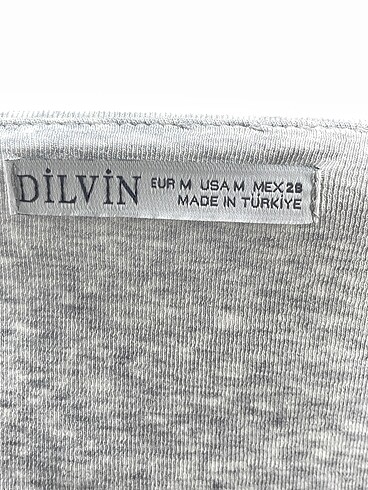 DİLVİN
EUR M USA M MEX 28
MADE IN TÜRKİYE